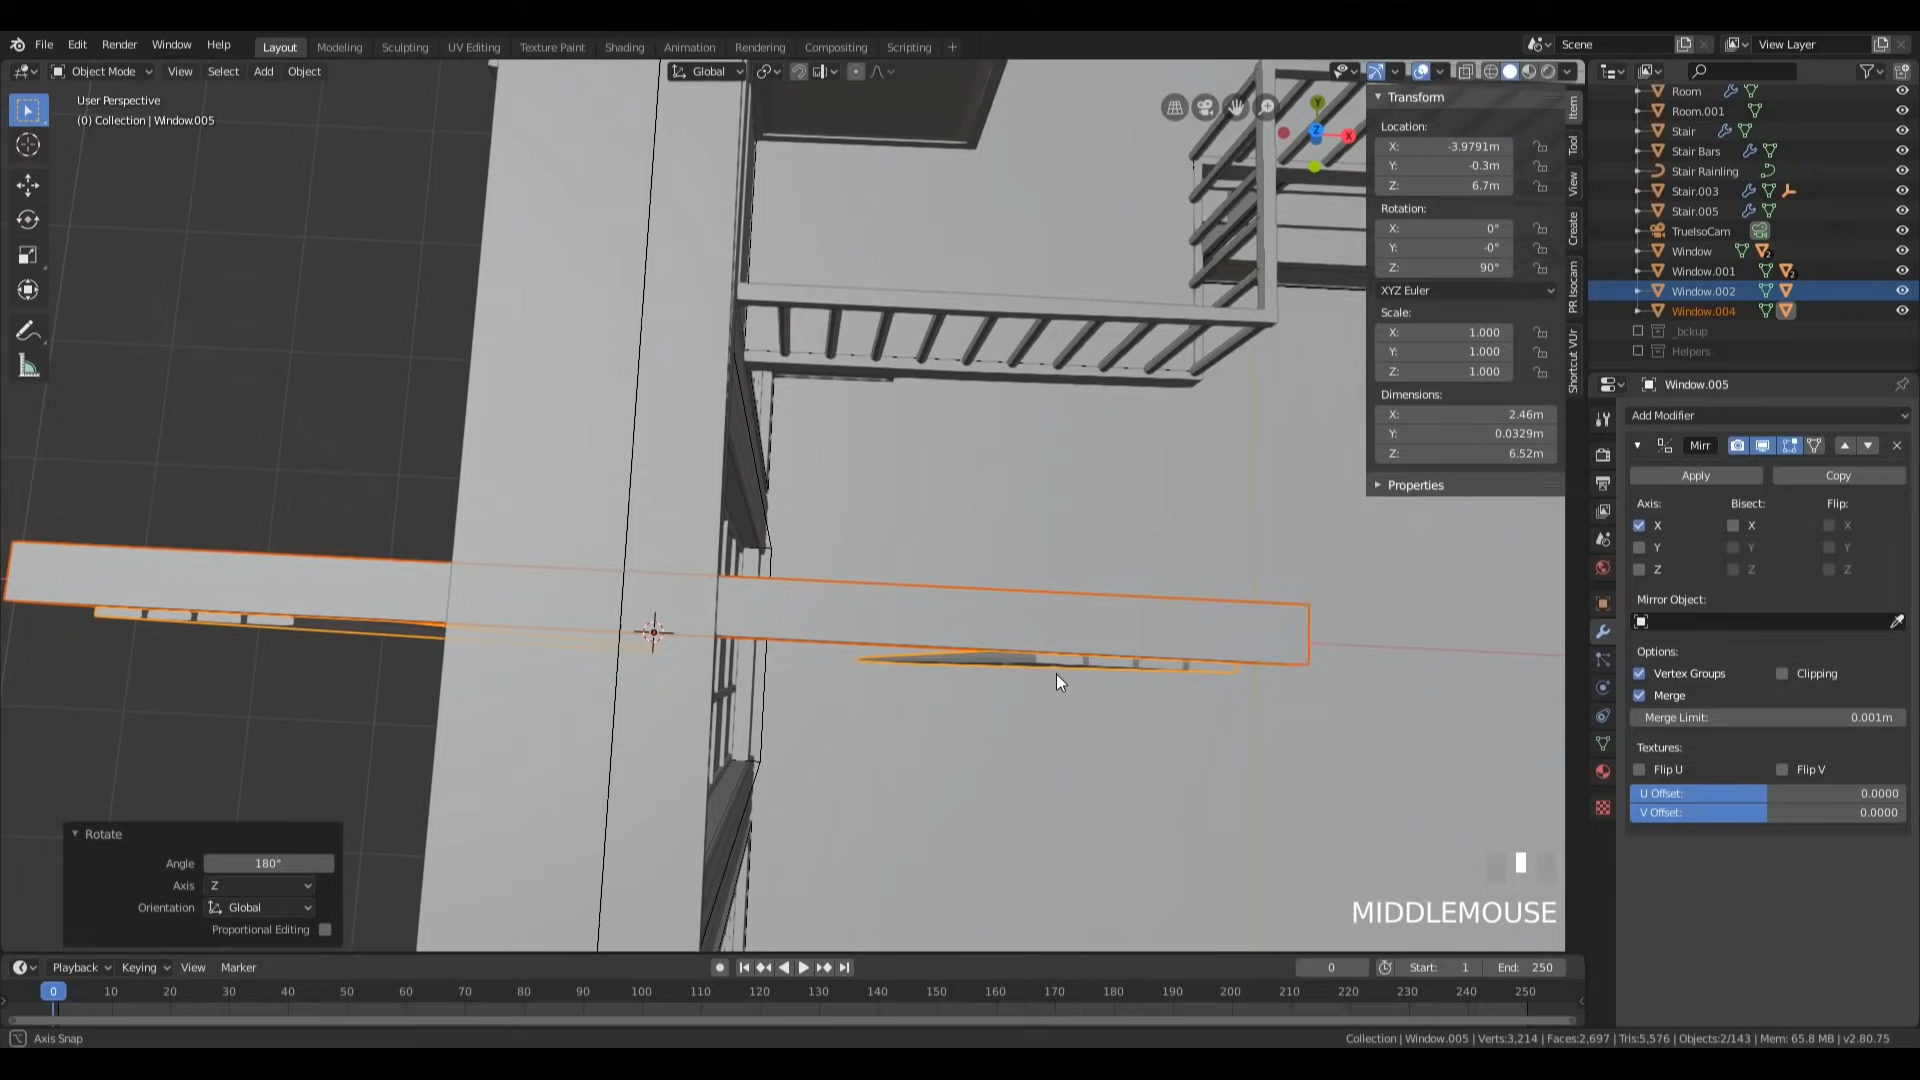 File Edit Render Window Help Layout Modeling Sculpting UV Editing Texture Paint Shading Animation Rendering Compositing Scripting + Scene View Layer
Object Mode View Select Add Object Global
User Perspective
(0) Collection | Window.005
Y
Z
X
Transform
Location:
X: -3.9791m
Y: -0.3m
Z: 6.7m
Rotation:
X: 0°
Y: -0°
Z: 90°
XYZ Euler
Scale:
X: 1.000
Y: 1.000
Z: 1.000
Dimensions:
X: 2.46m
Y: 0.0329m
Z: 6.52m
Properties
Item
Tool
View
Create
PR Isocam
Shortcut VUr
Room
Room.001
Stair
Stair Bars
Stair Rainling
Stair.003
Stair.005
TrueIsoCam
Window 2
Window.001 2
Window.002
Window.004
_bckup
Helpers
Window.005
Add Modifier
Mirr
Apply Copy
Axis: Bisect: Flip:
X X X
Y Y Y
Z Z Z
Mirror Object:
Options:
Vertex Groups Clipping
Merge
Merge Limit: 0.001m
Textures:
Flip U Flip V
U Offset: 0.0000
V Offset: 0.0000
Rotate
Angle 180°
Axis Z
Orientation Global
Proportional Editing
MIDDLEMOUSE
Playback Keying View Marker 0 Start: 1 End: 250
0 10 20 30 40 50 60 70 80 90 100 110 120 130 140 150 160 170 180 190 200 210 220 230 240 250
Axis Snap
Collection | Window.005 | Verts:3,214 | Faces:2,697 | Tris:5,576 | Objects:2/143 | Mem: 65.8 MB | v2.80.75